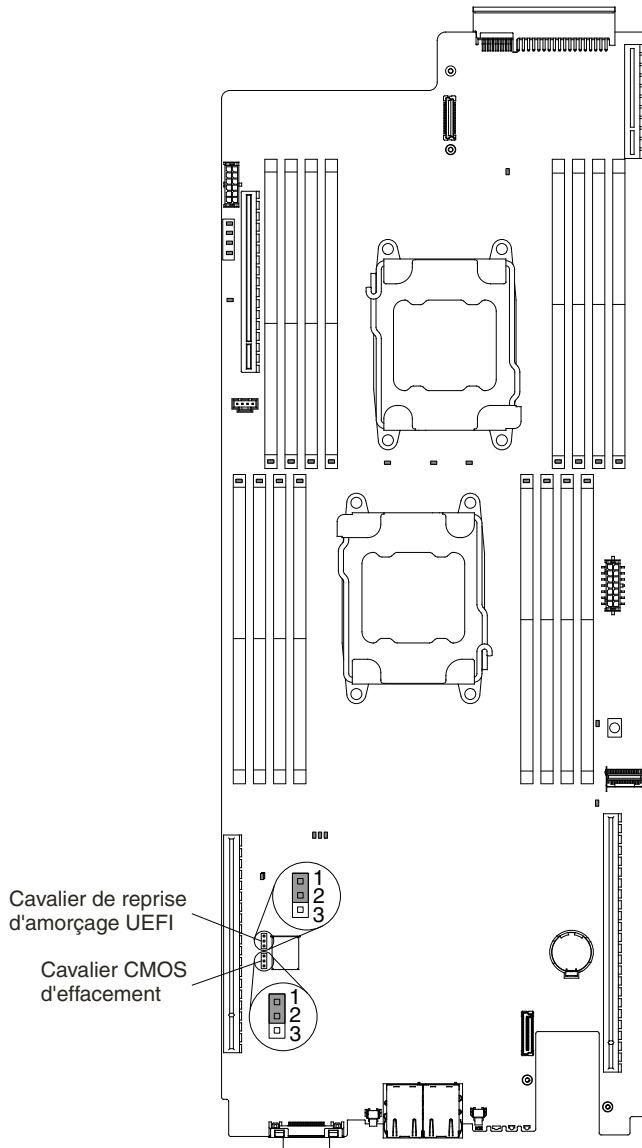 1
2
3
Cavalier de reprise
d'amorçage UEFI
Cavalier CMOS
d'effacement
1
2
3